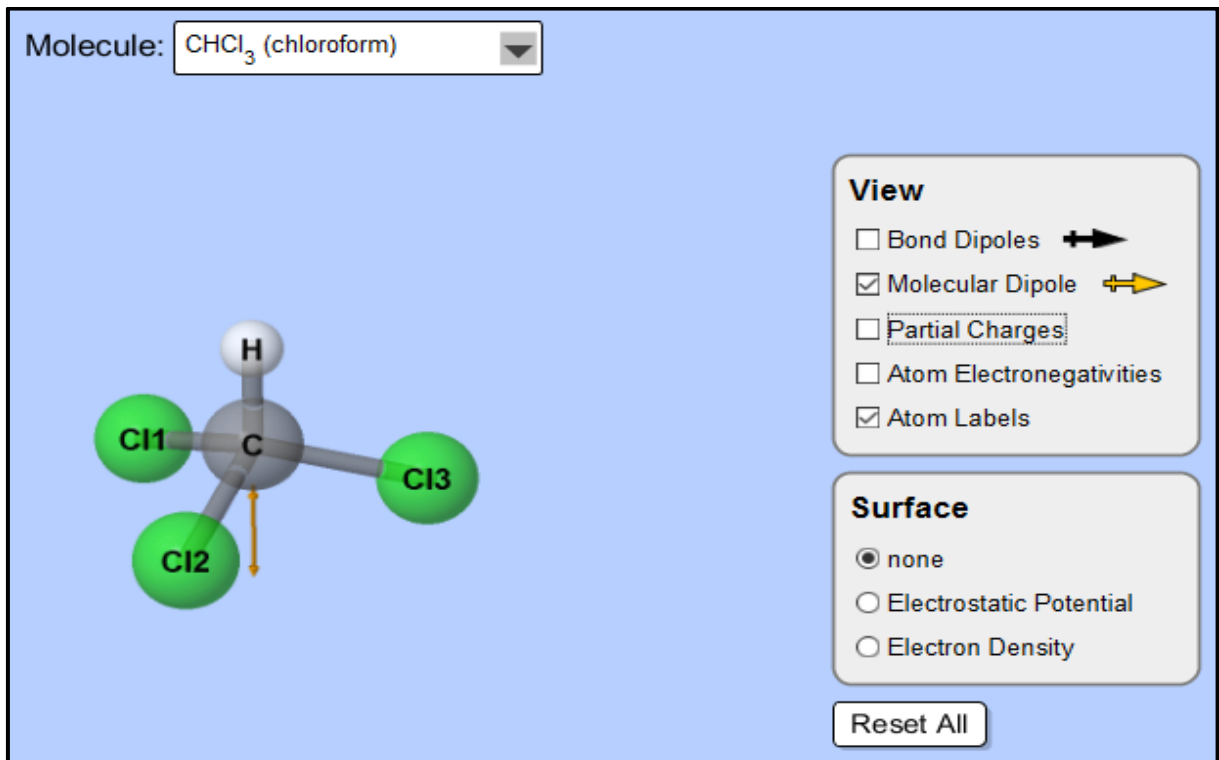 Molecule: CHCl₃ (chloroform)
View
Bond Dipoles
Molecular Dipole
Partial Charges
Atom Electronegativities
Atom Labels
H
Cl1 C Cl3
Cl2
Surface
none
Electrostatic Potential
Electron Density
Reset All